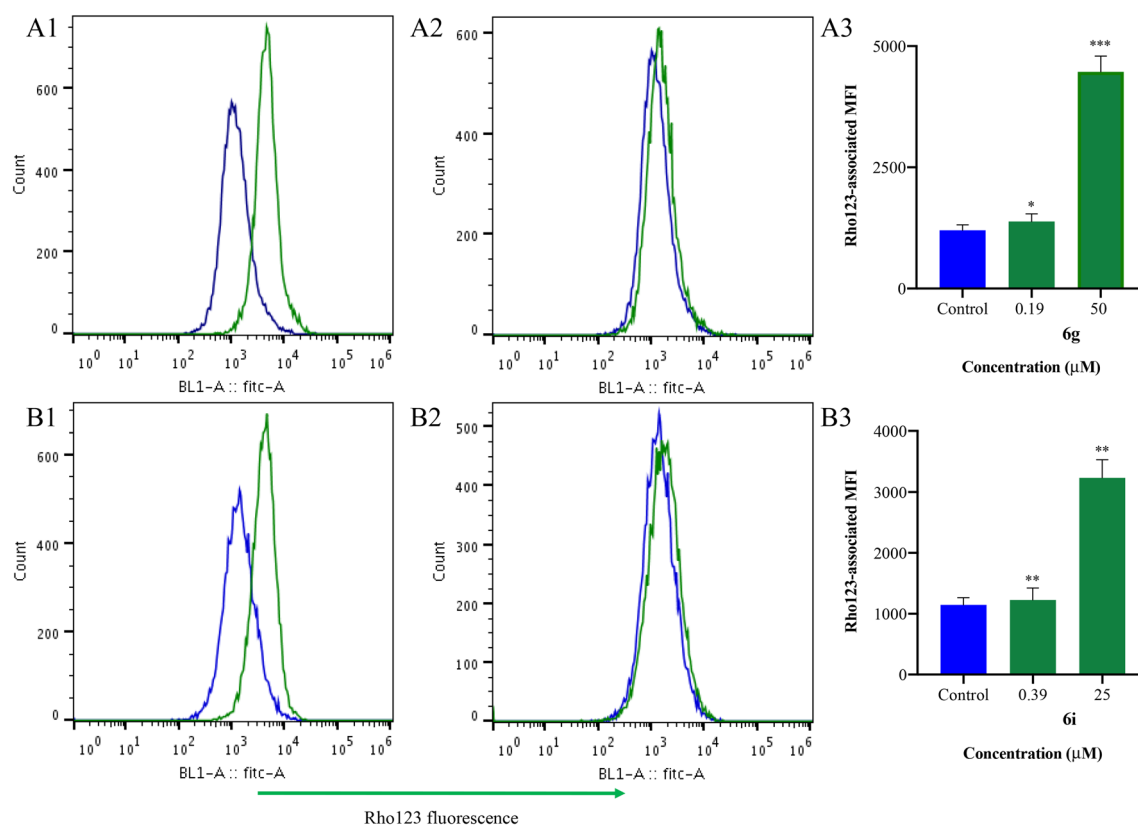 A1
Count
600
400
200
0
10^0 10^1 10^2 10^3 10^4 10^5 10^6
BL1-A :: fitc-A
A2
Count
600
400
200
0
10^0 10^1 10^2 10^3 10^4 10^5 10^6
BL1-A :: fitc-A
A3
Rho123-associated MFI
5000
2500
0
* ***
Control 0.19 50
6g
Concentration (μM)
B1
Count
600
400
200
0
10^0 10^1 10^2 10^3 10^4 10^5 10^6
BL1-A :: fitc-A
B2
Count
500
400
300
200
100
0
10^0 10^1 10^2 10^3 10^4 10^5 10^6
BL1-A :: fitc-A
B3
Rho123-associated MFI
4000
3000
2000
1000
0
** **
Control 0.39 25
6i
Concentration (μM)
Rho123 fluorescence